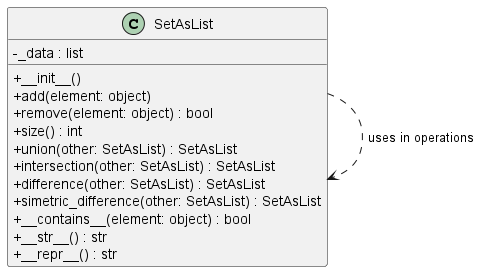 C SetAsList
-_data : list
+__init__()
+add(element: object)
+remove(element: object) : bool
+size() : int
+union(other: SetAsList) : SetAsList
+intersection(other: SetAsList) : SetAsList
+difference(other: SetAsList) : SetAsList
+simetric_difference(other: SetAsList) : SetAsList
+__contains__(element: object) : bool
+__str__() : str
+__repr__() : str
uses in operations